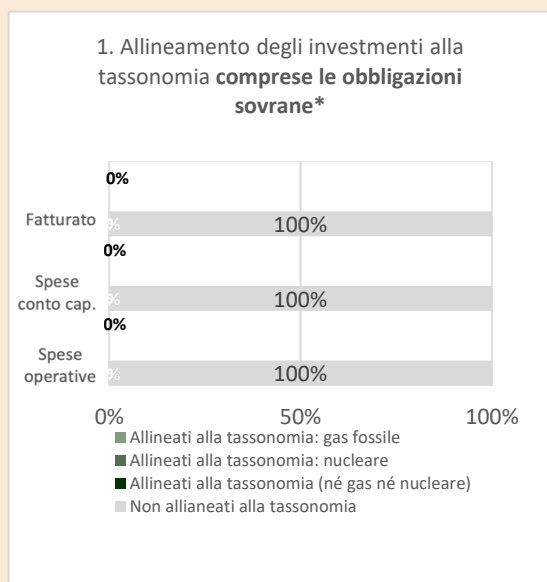 1. Allineamento degli investimenti alla
tassonomia comprese le obbligazioni
sovrane*
0%
Fatturato
%
100%
0%
Spese
conto cap.
%
100%
0%
Spese
operative
%
100%
0%
50%
100%
Allineati alla tassonomia: gas fossile
Allineati alla tassonomia: nucleare
Allineati alla tassonomia (né gas né nucleare)
Non allianeati alla tassonomia